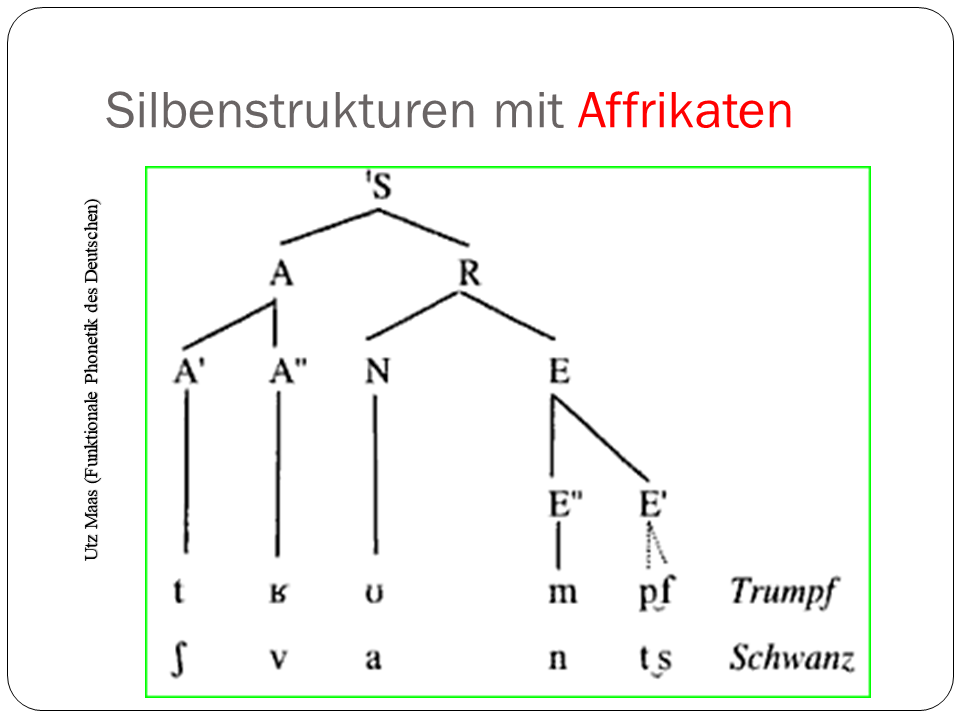 Silbenstrukturen mit Affrikaten
Utz Maas (Funktionale Phonetik des Deutschen)
'S
A R
A' A" N E
E" E'
t ʁ ʊ m p͜f Trumpf
ʃ v a n t͜s Schwanz